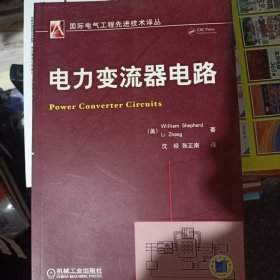 国际电气工程先进技术译丛
CRC Press
电力变流器电路
Power Converter Circuits
(美) William Shepherd
Li Zhang 著
沈 经 张正南 译
机械工业出版社
CHINA MACHINE PRESS